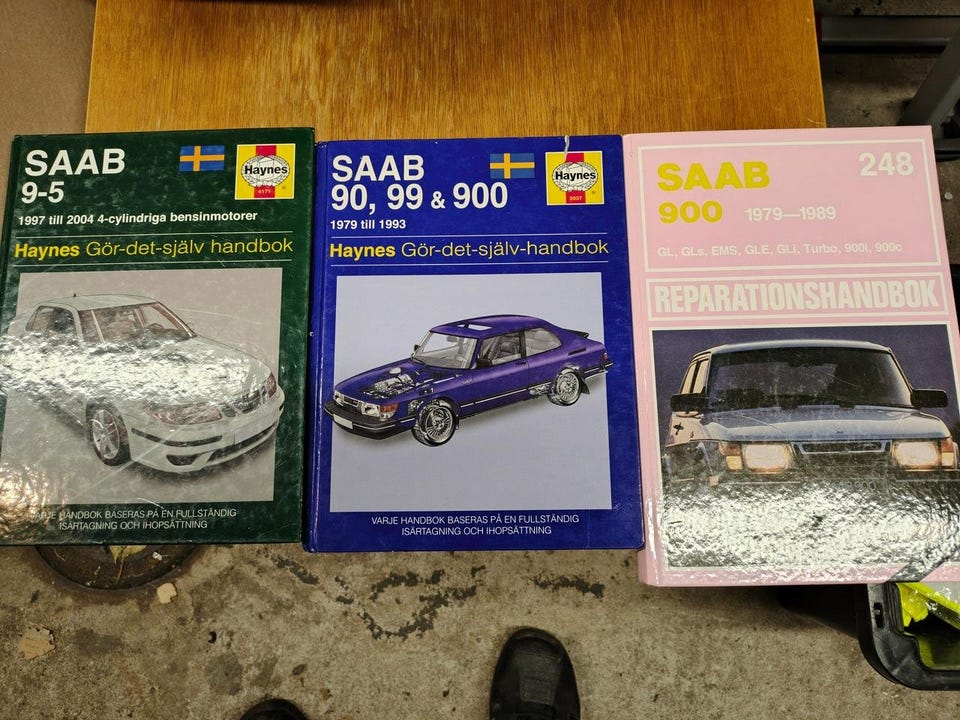 SAAB
9-5
Haynes
4171
1997 till 2004 4-cylindriga bensinmotorer
Haynes Gör-det-själv handbok
VARJE HANDBOK BASERAS PÅ EN FULLSTÄNDIG
ISÄRTAGNING OCH IHOPSÄTTNING
SAAB
90, 99 & 900
Haynes
2037
1979 till 1993
Haynes Gör-det-själv-handbok
VARJE HANDBOK BASERAS PÅ EN FULLSTÄNDIG
ISÄRTAGNING OCH IHOPSÄTTNING
SAAB 248
900 1979—1989
GL, GLs, EMS, GLE, GLi, Turbo, 900i, 900c
REPARATIONSHANDBOK